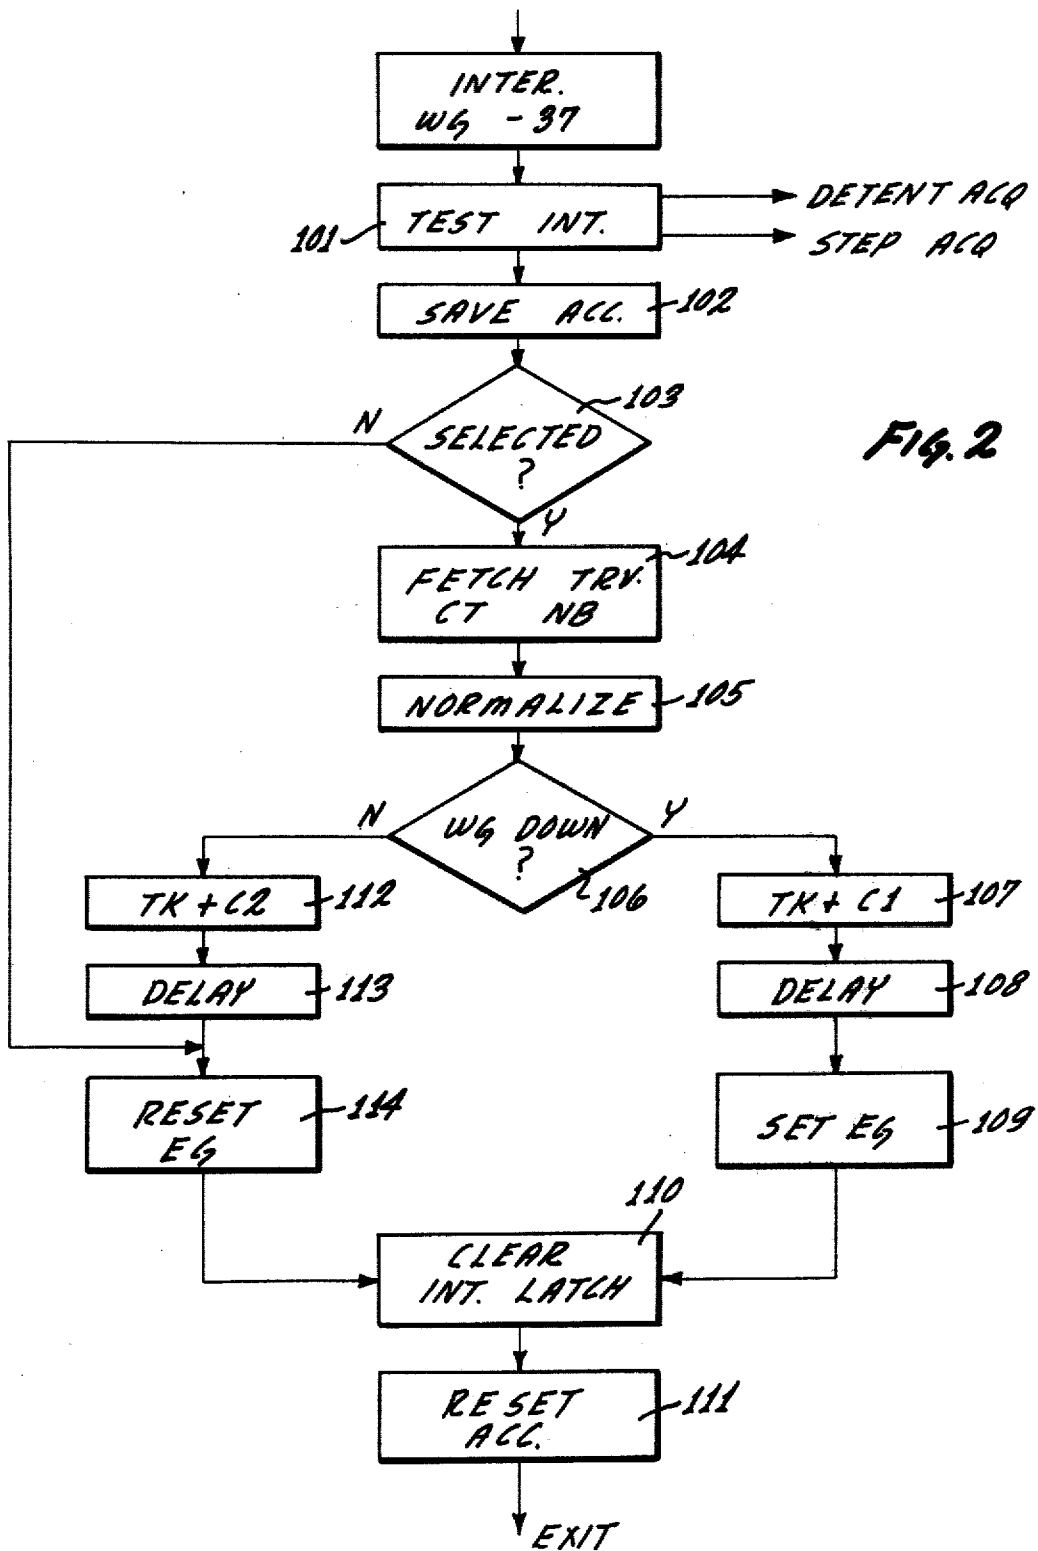 INTER.
WG - 37
101
TEST INT.
DETENT ACQ
STEP ACQ
SAVE ACC.
102
103
N
SELECTED
?
Y
FIG. 2
104
FETCH TRV.
CT NB
NORMALIZE
105
N
WG DOWN
?
Y
106
TK + C2
112
TK + C1
107
DELAY
113
DELAY
108
RESET
EG
114
SET EG
109
110
CLEAR
INT. LATCH
RESET
ACC.
111
EXIT